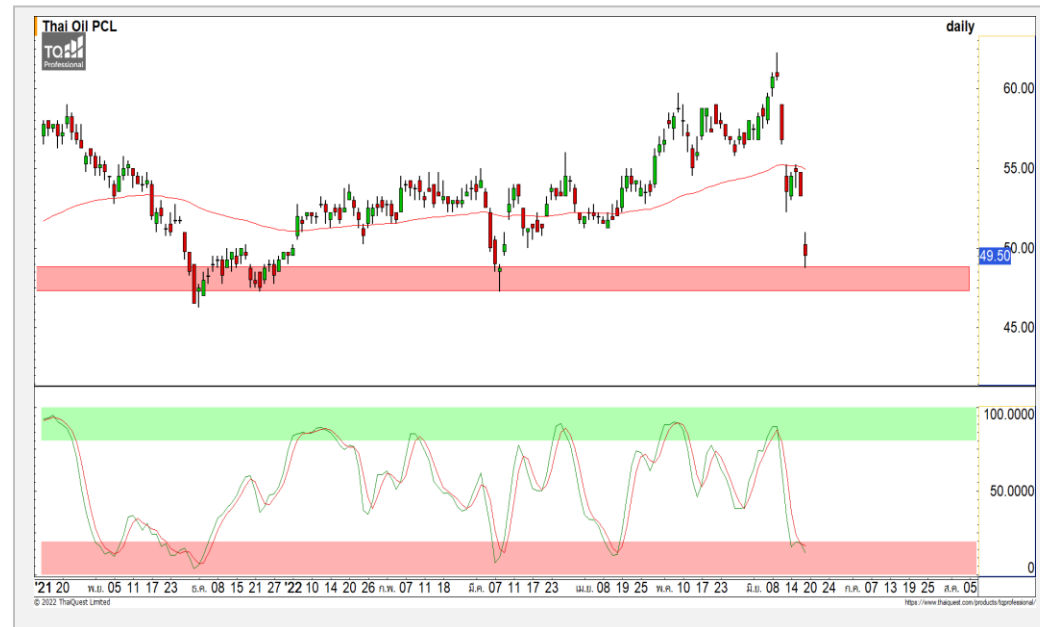 Thai Oil PCL
daily
TQ
Professional
60.00
55.00
50.00
49.50
45.00
100.0000
50.0000
0
'21 20 พ.ย. 05 11 17 23 ธ.ค. 08 15 21 27 '22 10 14 20 26 ก.พ. 07 11 18 มี.ค. 07 11 17 23 เม.ย. 08 19 25 พ.ค. 10 17 23 มิ.ย. 08 14 20 24 ก.ค. 07 13 19 25 ส.ค. 05
© 2022 ThaiQuest Limited
https://www.thaiquest.com/products/tqprofessional/